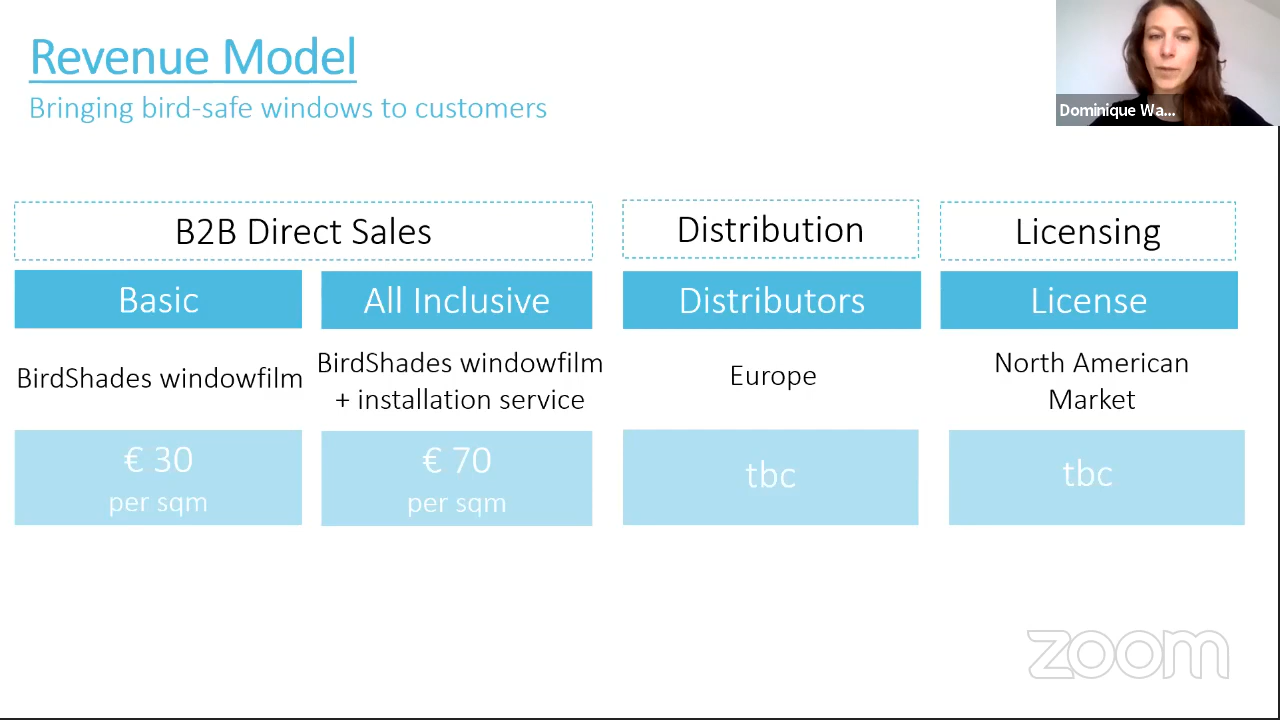 Revenue Model
Bringing bird-safe windows to customers
Dominique Wa...
B2B Direct Sales
Distribution
Licensing
Basic
All Inclusive
Distributors
License
BirdShades windowfilm
BirdShades windowfilm
+ installation service
Europe
North American
Market
€ 30
per sqm
€ 70
per sqm
tbc
tbc
zoom